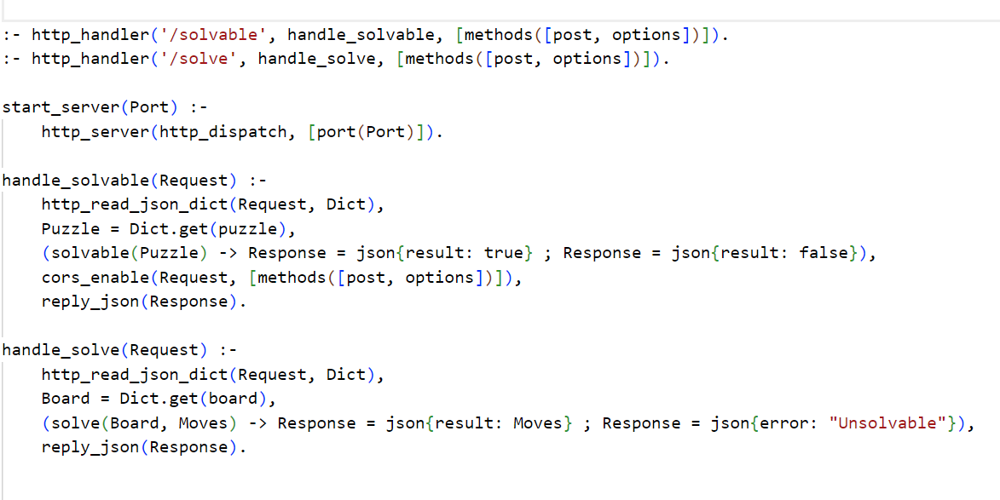 :- http_handler('/solvable', handle_solvable, [methods([post, options])]).
:- http_handler('/solve', handle_solve, [methods([post, options])]).
start_server(Port) :-
http_server(http_dispatch, [port(Port)]).
handle_solvable(Request) :-
http_read_json_dict(Request, Dict),
Puzzle = Dict.get(puzzle),
(solvable(Puzzle) -> Response = json{result: true} ; Response = json{result: false}),
cors_enable(Request, [methods([post, options])]),
reply_json(Response).
handle_solve(Request) :-
http_read_json_dict(Request, Dict),
Board = Dict.get(board),
(solve(Board, Moves) -> Response = json{result: Moves} ; Response = json{error: "Unsolvable"}),
reply_json(Response).